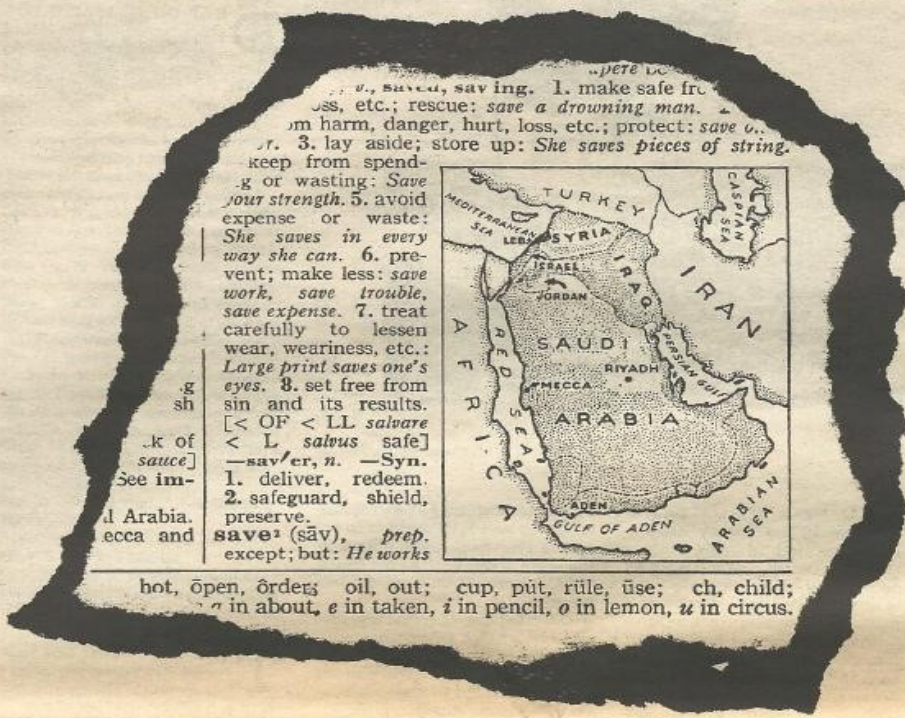 saved, sav ing. 1. make safe
etc.; rescue: save a drowning man.
harm, danger, hurt, loss, etc.; protect: save
3. lay aside; store up: She saves pieces of string.
keep from spend-
or wasting: Save
your strength. 5. avoid
expense or waste:
She saves in every
way she can. 6. pre-
vent; make less: save
work, save trouble,
save expense. 7. treat
carefully to lessen
wear, weariness, etc.:
Large print saves one's
eyes. 8. set free from
sin and its results.
[< OF < LL salvare
< L salvus safe]
—sav′er, n. —Syn.
1. deliver, redeem.
2. safeguard, shield,
preserve.
save² (sāv), prep.
except; but: He works
g
sh
of
sauce]
See im-
Arabia.
and
TURKEY
CASPIAN
SEA
MEDITERRANEAN
SEA
LEB.
SYRIA
ISRAEL
IRAQ
IRAN
JORDAN
AFRICA
RED SEA
SAUDI
RIYADH
PERSIAN GULF
MECCA
ARABIA
ADEN
GULF OF ADEN
ARABIAN
SEA
hot, ōpen, ôrder; oil, out; cup, pu̇t, rüle, ūse; ch, child;
a in about, e in taken, i in pencil, o in lemon, u in circus.